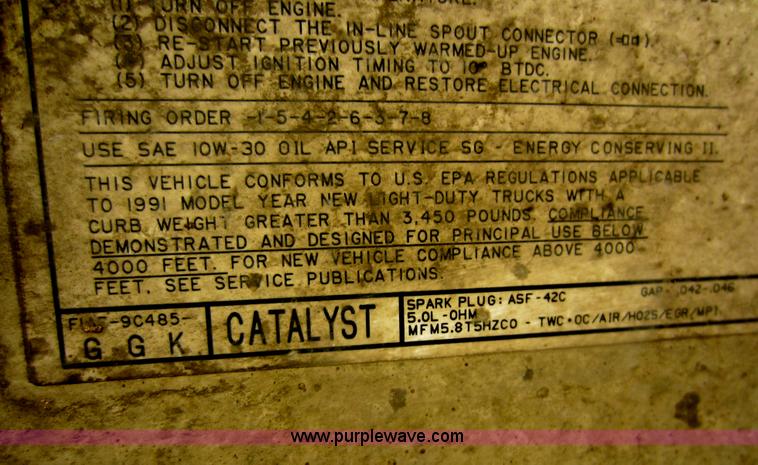 (1) TURN OFF ENGINE.
(2) DISCONNECT THE IN-LINE SPOUT CONNECTOR
(3) RE-START PREVIOUSLY WARMED-UP ENGINE.
(4) ADJUST IGNITION TIMING TO 10° BTDC.
(5) TURN OFF ENGINE AND RESTORE ELECTRICAL CONNECTION.
FIRING ORDER -1-5-4-2-6-3-7-8
USE SAE 10W-30 OIL API SERVICE SG - ENERGY CONSERVING II.
THIS VEHICLE CONFORMS TO U.S. EPA REGULATIONS APPLICABLE
TO 1991 MODEL YEAR NEW LIGHT-DUTY TRUCKS WITH A
CURB WEIGHT GREATER THAN 3,450 POUNDS. COMPLIANCE
DEMONSTRATED AND DESIGNED FOR PRINCIPAL USE BELOW
4000 FEET. FOR NEW VEHICLE COMPLIANCE ABOVE 4000
FEET, SEE SERVICE PUBLICATIONS.
-9C485-
G G K
CATALYST
SPARK PLUG: ASF-42C GAP- .042-.046
5.0L-OHM
MFM5.8T5HZC0 - TWC+OC/AIR/HO2S/EGR/MPI
www.purplewave.com